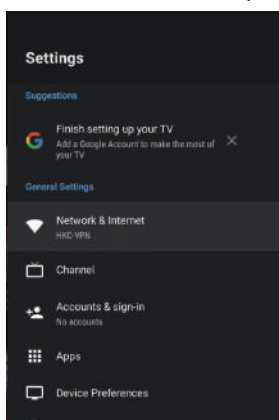 Settings
Suggestions
Finish setting up your TV
Add a Google Account to make the most of
your TV
General Settings
Network & Internet
HKC-VPN
Channel
Accounts & sign-in
No accounts
Apps
Device Preferences